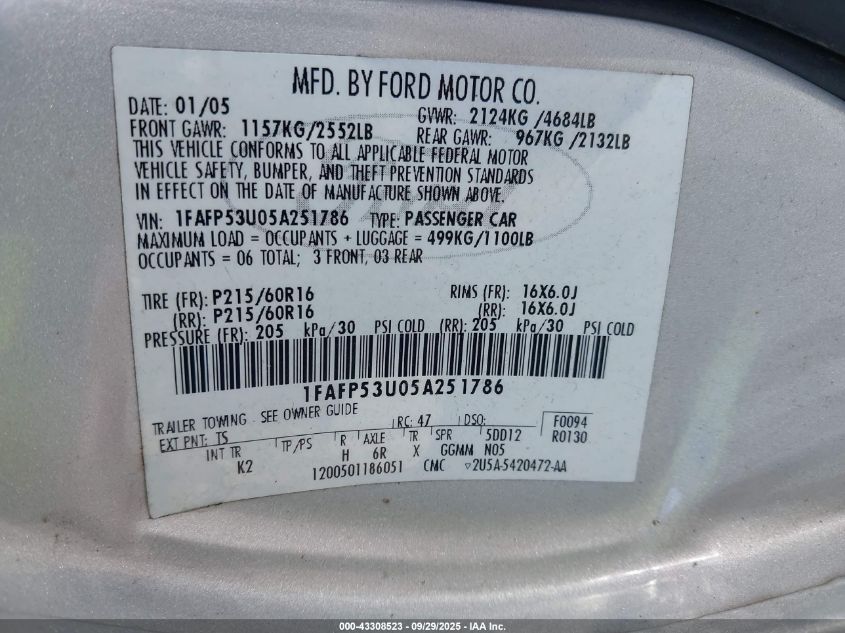 MFD. BY FORD MOTOR CO.
DATE: 01/05 GVWR: 2124KG /4684LB
FRONT GAWR: 1157KG/2552LB REAR GAWR: 967KG /2132LB
THIS VEHICLE CONFORMS TO ALL APPLICABLE FEDERAL MOTOR
VEHICLE SAFETY, BUMPER, AND THEFT PREVENTION STANDARDS
IN EFFECT ON THE DATE OF MANUFACTURE SHOWN ABOVE.
VIN: 1FAFP53U05A251786 TYPE: PASSENGER CAR
MAXIMUM LOAD = OCCUPANTS + LUGGAGE = 499KG/1100LB
OCCUPANTS = 06 TOTAL; 3 FRONT, 03 REAR
TIRE (FR): P215/60R16 RIMS (FR): 16X6.0J
(RR): P215/60R16 (RR): 16X6.0J
PRESSURE (FR): 205 kPa/30 PSI COLD (RR): 205 kPa/30 PSI COLD
1FAFP53U05A251786
TRAILER TOWING - SEE OWNER GUIDE
EXT PNT: TS RC: 47 DSO: F0094
R0130
INT TR TP/PS R AXLE TR SPR 5DD12
K2 H 6R X GGMM N05
1200501186051 CMC ▽2U5A-5420472-AA
000-43308523 - 09/29/2025 - IAA Inc.